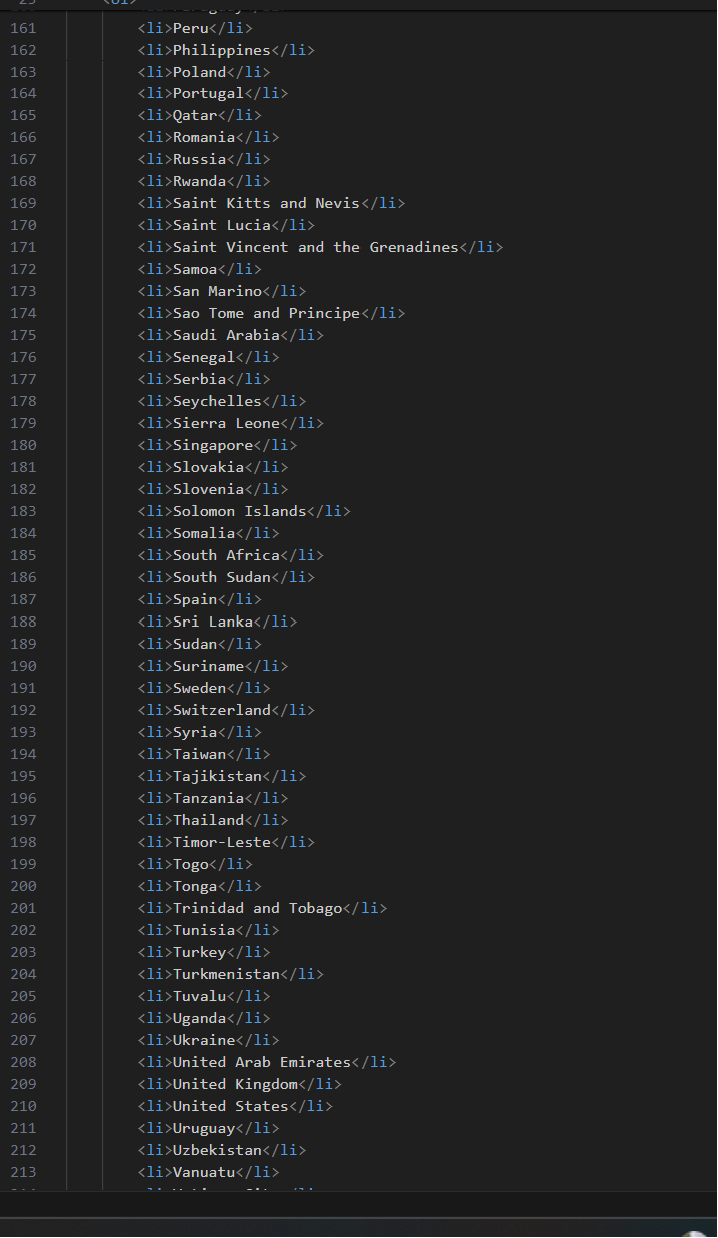 161 <li>Peru</li>
162 <li>Philippines</li>
163 <li>Poland</li>
164 <li>Portugal</li>
165 <li>Qatar</li>
166 <li>Romania</li>
167 <li>Russia</li>
168 <li>Rwanda</li>
169 <li>Saint Kitts and Nevis</li>
170 <li>Saint Lucia</li>
171 <li>Saint Vincent and the Grenadines</li>
172 <li>Samoa</li>
173 <li>San Marino</li>
174 <li>Sao Tome and Principe</li>
175 <li>Saudi Arabia</li>
176 <li>Senegal</li>
177 <li>Serbia</li>
178 <li>Seychelles</li>
179 <li>Sierra Leone</li>
180 <li>Singapore</li>
181 <li>Slovakia</li>
182 <li>Slovenia</li>
183 <li>Solomon Islands</li>
184 <li>Somalia</li>
185 <li>South Africa</li>
186 <li>South Sudan</li>
187 <li>Spain</li>
188 <li>Sri Lanka</li>
189 <li>Sudan</li>
190 <li>Suriname</li>
191 <li>Sweden</li>
192 <li>Switzerland</li>
193 <li>Syria</li>
194 <li>Taiwan</li>
195 <li>Tajikistan</li>
196 <li>Tanzania</li>
197 <li>Thailand</li>
198 <li>Timor-Leste</li>
199 <li>Togo</li>
200 <li>Tonga</li>
201 <li>Trinidad and Tobago</li>
202 <li>Tunisia</li>
203 <li>Turkey</li>
204 <li>Turkmenistan</li>
205 <li>Tuvalu</li>
206 <li>Uganda</li>
207 <li>Ukraine</li>
208 <li>United Arab Emirates</li>
209 <li>United Kingdom</li>
210 <li>United States</li>
211 <li>Uruguay</li>
212 <li>Uzbekistan</li>
213 <li>Vanuatu</li>